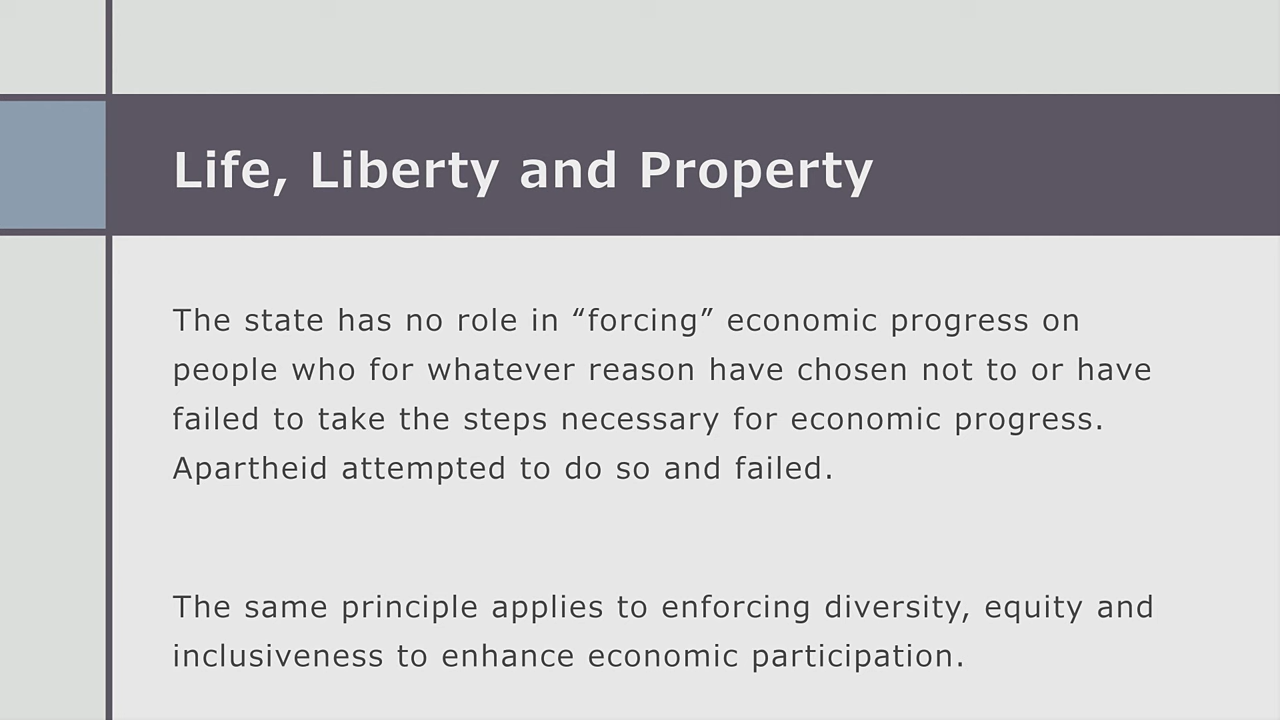 Life, Liberty and Property
The state has no role in “forcing” economic progress on
people who for whatever reason have chosen not to or have
failed to take the steps necessary for economic progress.
Apartheid attempted to do so and failed.
The same principle applies to enforcing diversity, equity and
inclusiveness to enhance economic participation.